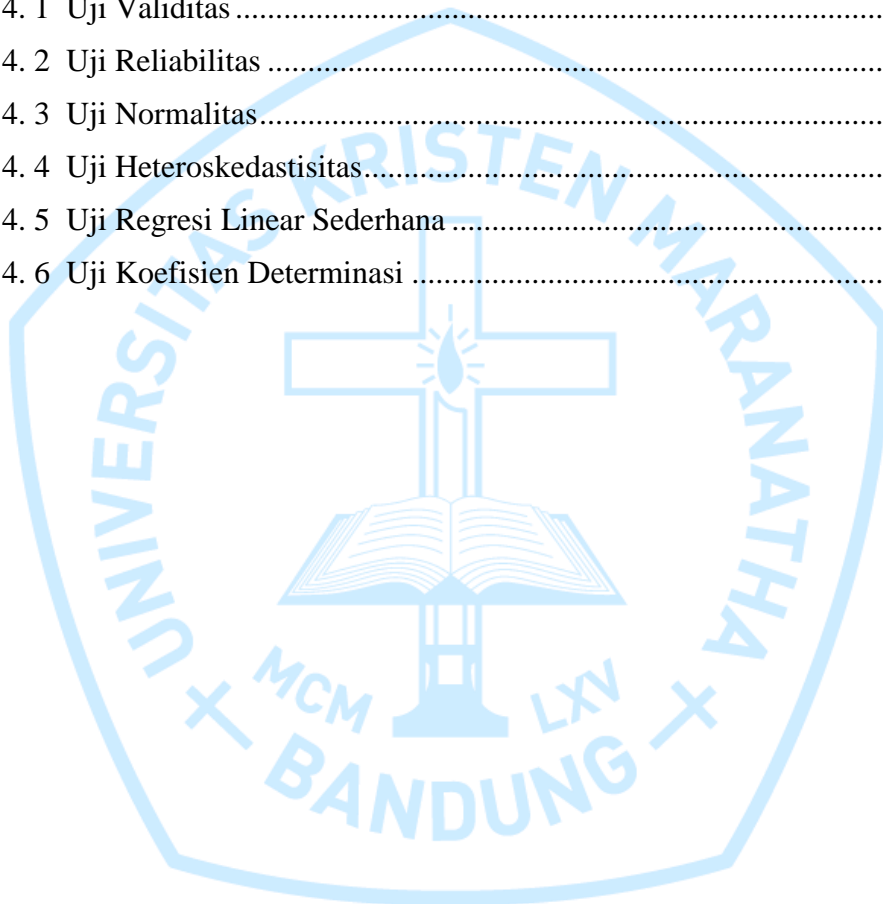 4. 1 Uji Validitas ........................................................................................
4. 2 Uji Reliabilitas ....................................................................................
4. 3 Uji Normalitas.....................................................................................
4. 4 Uji Heteroskedastisitas........................................................................
4. 5 Uji Regresi Linear Sederhana .............................................................
4. 6 Uji Koefisien Determinasi ..................................................................
UNIVERSITAS KRISTEN MARANATHA
MCM LXV
BANDUNG